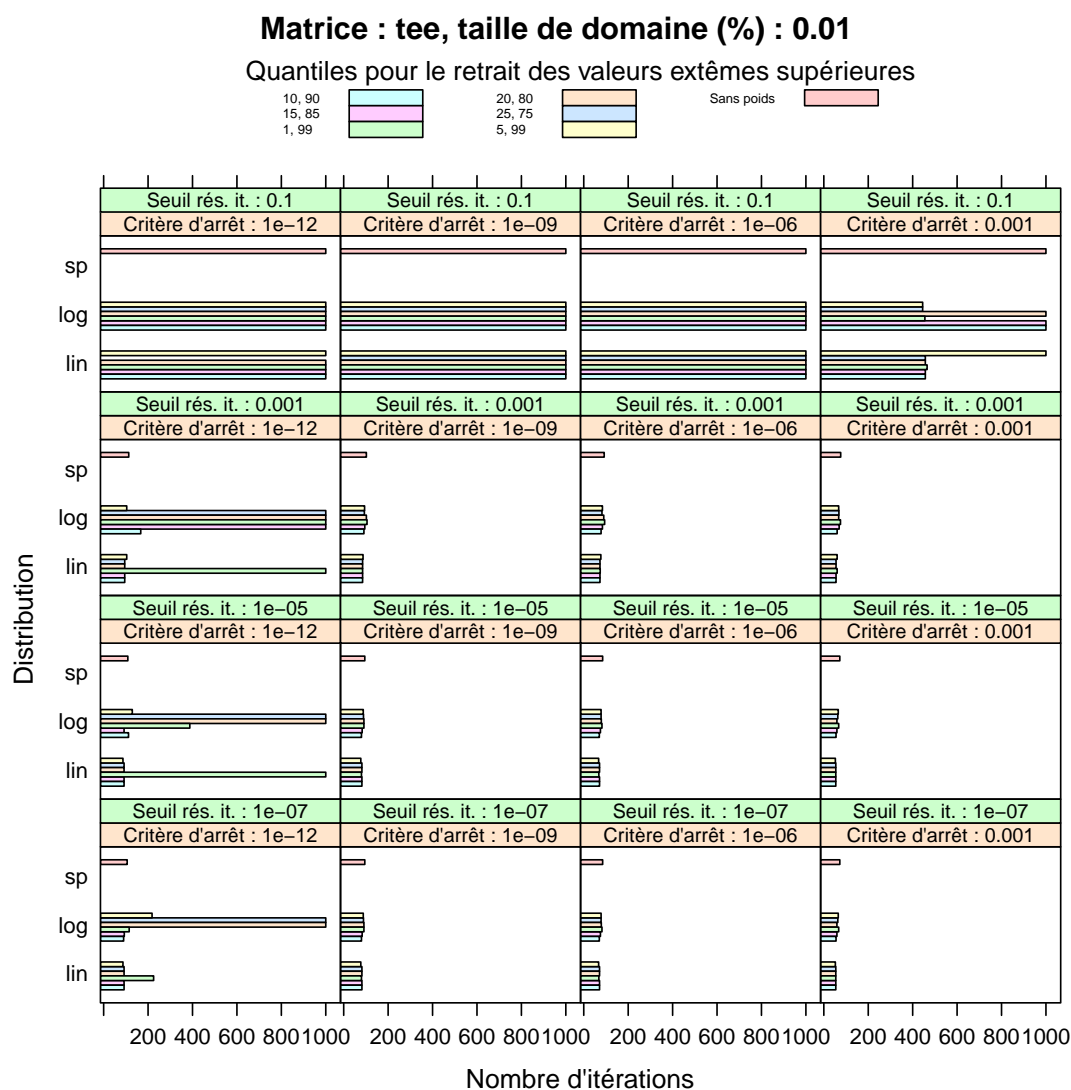 Matrice : tee, taille de domaine (%) : 0.01
Quantiles pour le retrait des valeurs extêmes supérieures
10, 90
15, 85
1, 99
20, 80
25, 75
5, 99
Sans poids
Seuil rés. it. : 0.1 Seuil rés. it. : 0.1 Seuil rés. it. : 0.1 Seuil rés. it. : 0.1
Critère d'arrêt : 1e−12 Critère d'arrêt : 1e−09 Critère d'arrêt : 1e−06 Critère d'arrêt : 0.001
sp
log
lin
Seuil rés. it. : 0.001 Seuil rés. it. : 0.001 Seuil rés. it. : 0.001 Seuil rés. it. : 0.001
Critère d'arrêt : 1e−12 Critère d'arrêt : 1e−09 Critère d'arrêt : 1e−06 Critère d'arrêt : 0.001
sp
log
lin
Seuil rés. it. : 1e−05 Seuil rés. it. : 1e−05 Seuil rés. it. : 1e−05 Seuil rés. it. : 1e−05
Critère d'arrêt : 1e−12 Critère d'arrêt : 1e−09 Critère d'arrêt : 1e−06 Critère d'arrêt : 0.001
sp
log
lin
Seuil rés. it. : 1e−07 Seuil rés. it. : 1e−07 Seuil rés. it. : 1e−07 Seuil rés. it. : 1e−07
Critère d'arrêt : 1e−12 Critère d'arrêt : 1e−09 Critère d'arrêt : 1e−06 Critère d'arrêt : 0.001
sp
log
lin
Distribution
200 400 600 800 1000 200 400 600 800 1000 200 400 600 800 1000 200 400 600 800 1000
Nombre d'itérations